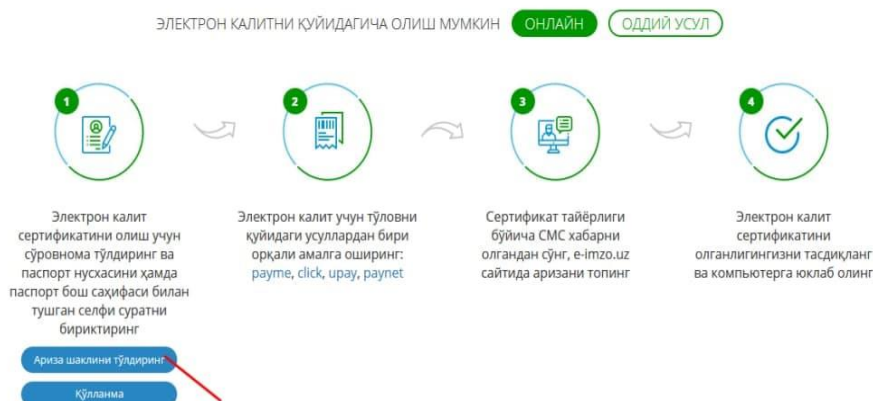 ЭЛЕКТРОН КАЛИТНИ ҚУЙИДАГИЧА ОЛИШ МУМКИН ОНЛАЙН ОДДИЙ УСУЛ
1
Электрон калит
сертификатини олиш учун
сўровнома тўлдиринг ва
паспорт нусхасини ҳамда
паспорт бош саҳифаси билан
тушган селфи суратни
бириктиринг
Ариза шаклини тўлдиринг
Қўлланма
2
Электрон калит учун тўловни
қуйидаги усуллардан бири
орқали амалга оширинг:
payme, click, upay, paynet
3
Сертификат тайёрлиги
бўйича СМС хабарни
олгандан сўнг, e-imzo.uz
сайтида аризани топинг
4
Электрон калит
сертификатини
олганлигингизни тасдиқланг
ва компьютерга юклаб олинг